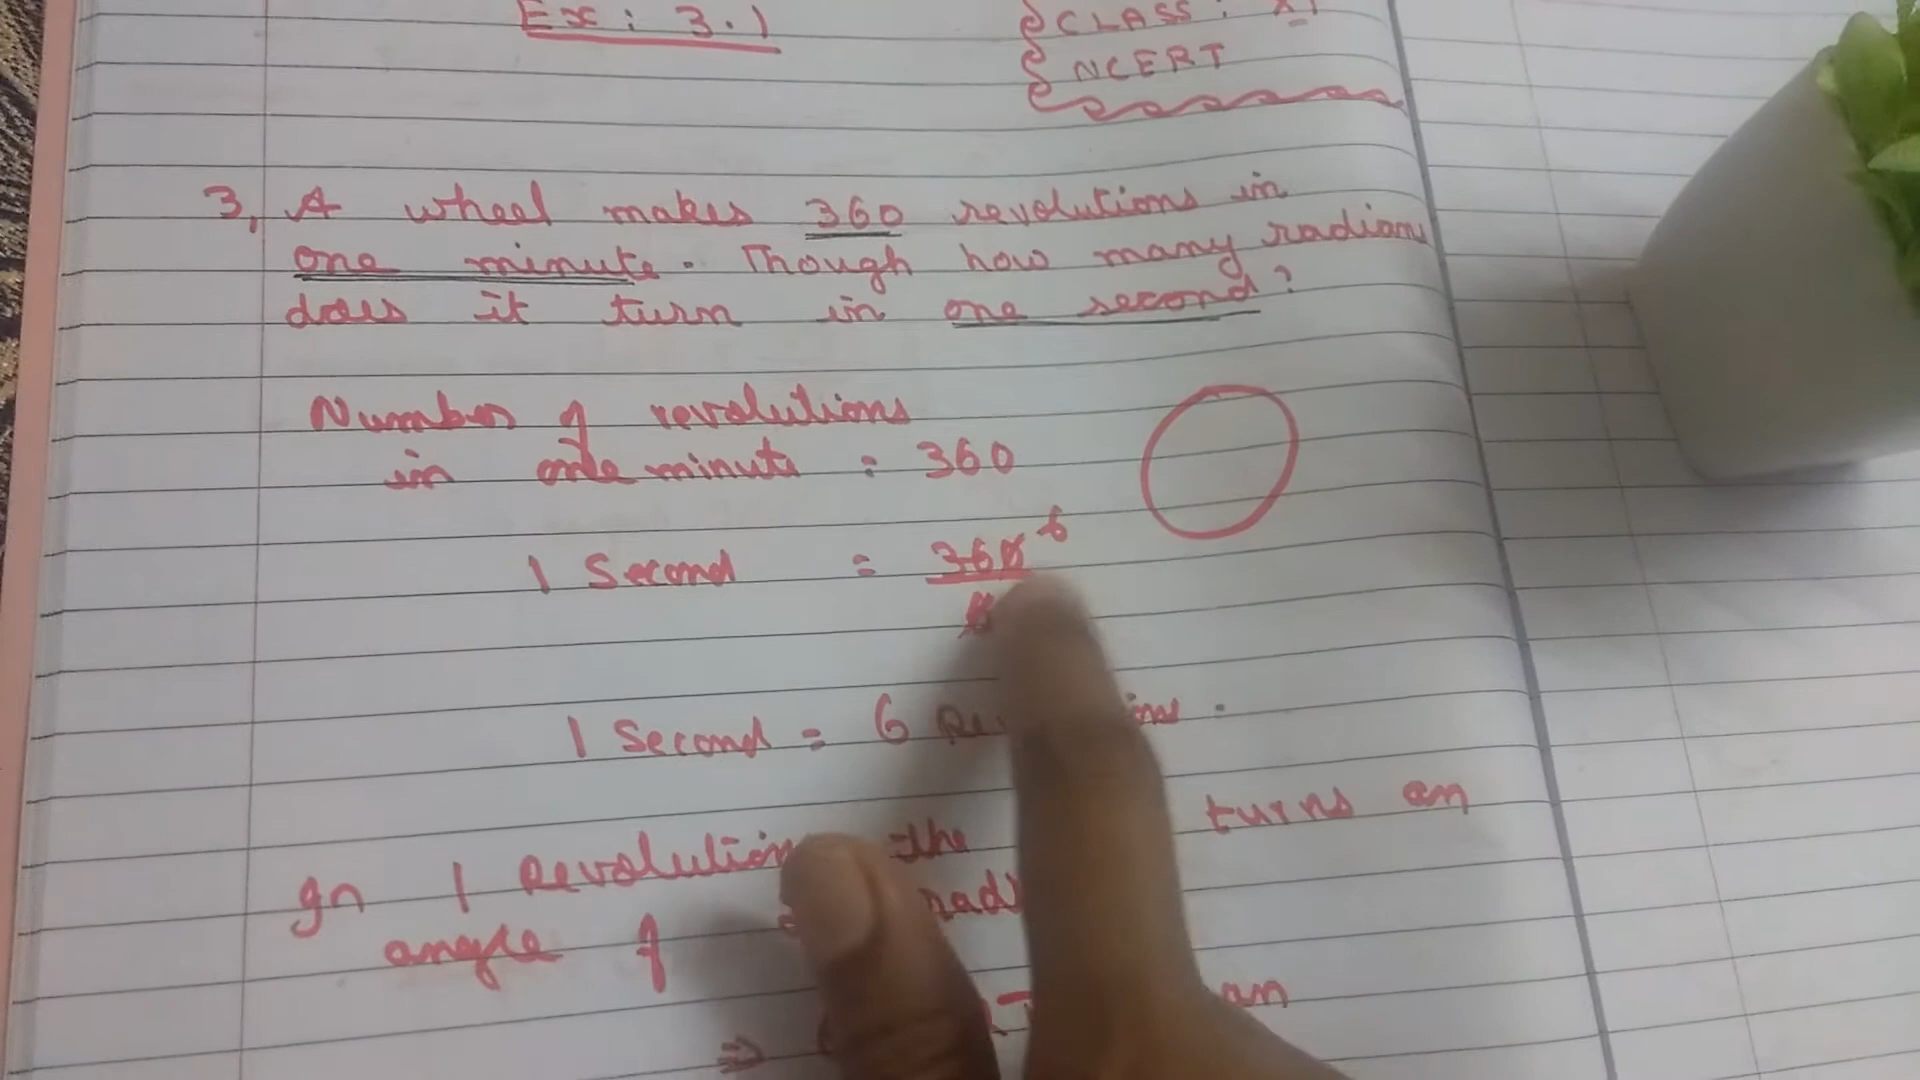 Ex: 3.1
CLASS: XI
NCERT
3, A wheel makes 360 revolutions in
one minute. Though how many radians
does it turn in one second?
Number of revolutions
in one minute = 360
1 Second = 360 6
1 Second = 6
In 1 Revolution the turns an
angle of